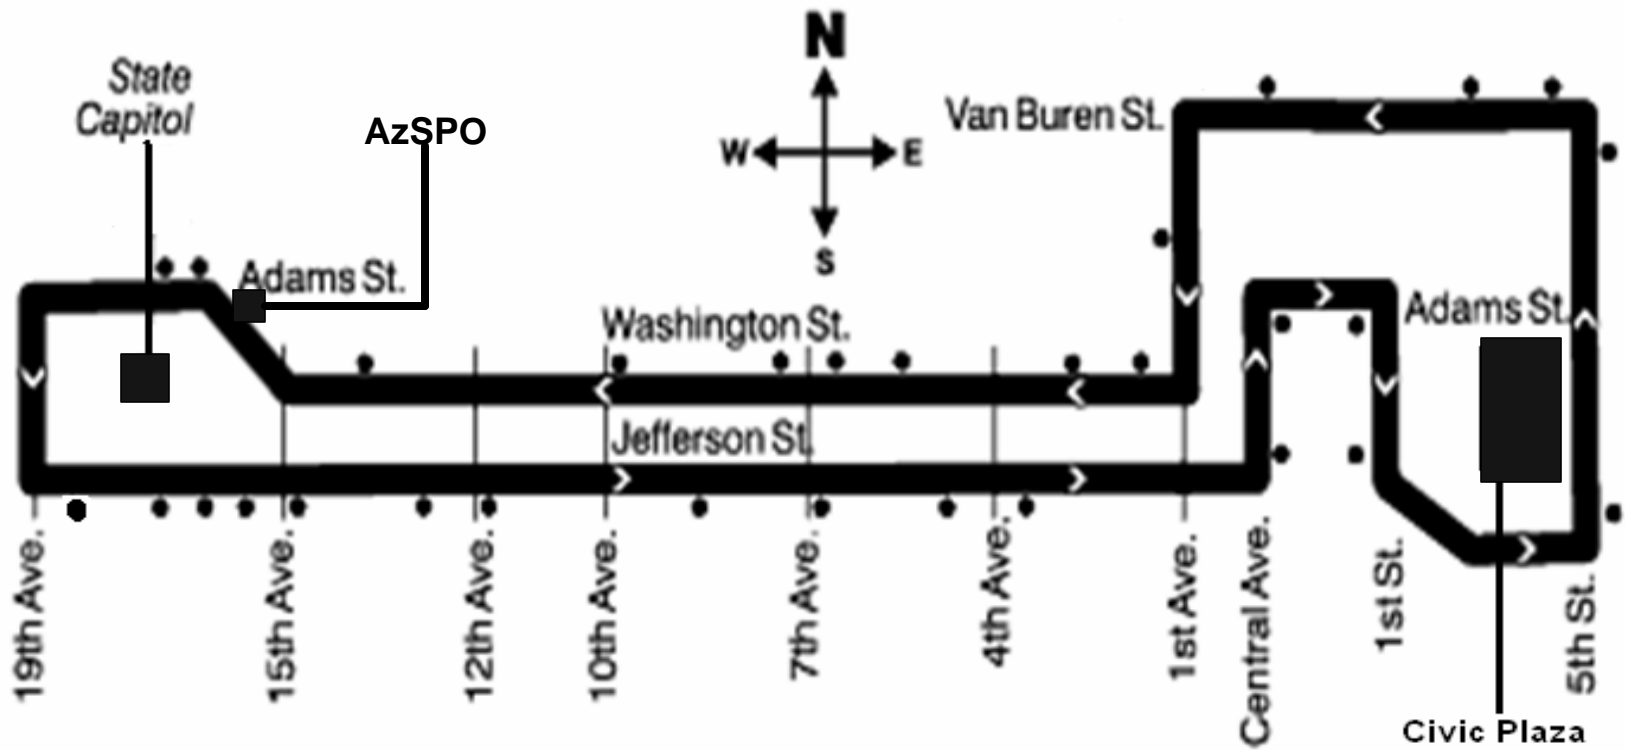 N
W
E
S
State
Capitol
AzSPO
Van Buren St.
Adams St.
Washington St.
Adams St.
Jefferson St.
19th Ave.
15th Ave.
12th Ave.
10th Ave.
7th Ave.
4th Ave.
1st Ave.
Central Ave.
1st St.
5th St.
Civic Plaza